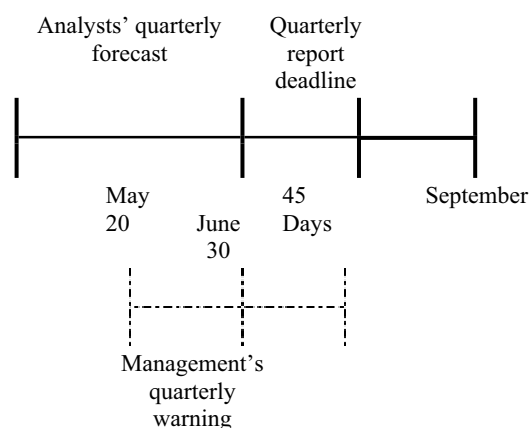 Analysts’ quarterly
forecast
Quarterly
report
deadline
May
20
June
30
45
Days
September
Management’s
quarterly
warning